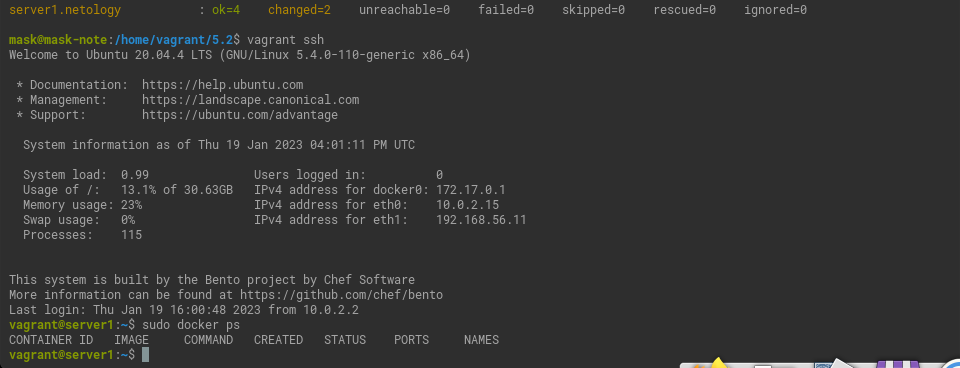 server1.netology           : ok=4    changed=2    unreachable=0    failed=0    skipped=0    rescued=0    ignored=0
mask@mask-note:/home/vagrant/5.2$ vagrant ssh
Welcome to Ubuntu 20.04.4 LTS (GNU/Linux 5.4.0-110-generic x86_64)
 * Documentation:  https://help.ubuntu.com
 * Management:     https://landscape.canonical.com
 * Support:        https://ubuntu.com/advantage
  System information as of Thu 19 Jan 2023 04:01:11 PM UTC
  System load:  0.99               Users logged in:          0
  Usage of /:   13.1% of 30.63GB   IPv4 address for docker0: 172.17.0.1
  Memory usage: 23%                IPv4 address for eth0:    10.0.2.15
  Swap usage:   0%                 IPv4 address for eth1:    192.168.56.11
  Processes:    115
This system is built by the Bento project by Chef Software
More information can be found at https://github.com/chef/bento
Last login: Thu Jan 19 16:00:48 2023 from 10.0.2.2
vagrant@server1:~$ sudo docker ps
CONTAINER ID   IMAGE     COMMAND   CREATED   STATUS    PORTS     NAMES
vagrant@server1:~$